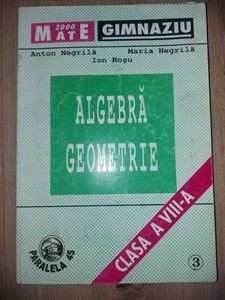 2000
MATE GIMNAZIU
Anton Negrilă Maria Negrilă
Ion Roşu
ALGEBRĂ
GEOMETRIE
CLASA A VIII-A
PARALELA 45
3